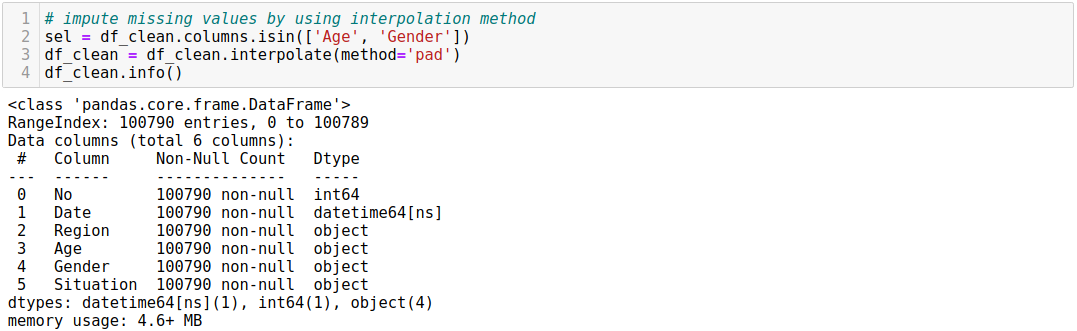 1 # impute missing values by using interpolation method
2 sel = df_clean.columns.isin(['Age', 'Gender'])
3 df_clean = df_clean.interpolate(method='pad')
4 df_clean.info()
<class 'pandas.core.frame.DataFrame'>
RangeIndex: 100790 entries, 0 to 100789
Data columns (total 6 columns):
 #   Column     Non-Null Count   Dtype
---  ------     --------------   -----
 0   No         100790 non-null  int64
 1   Date       100790 non-null  datetime64[ns]
 2   Region     100790 non-null  object
 3   Age        100790 non-null  object
 4   Gender     100790 non-null  object
 5   Situation  100790 non-null  object
dtypes: datetime64[ns](1), int64(1), object(4)
memory usage: 4.6+ MB